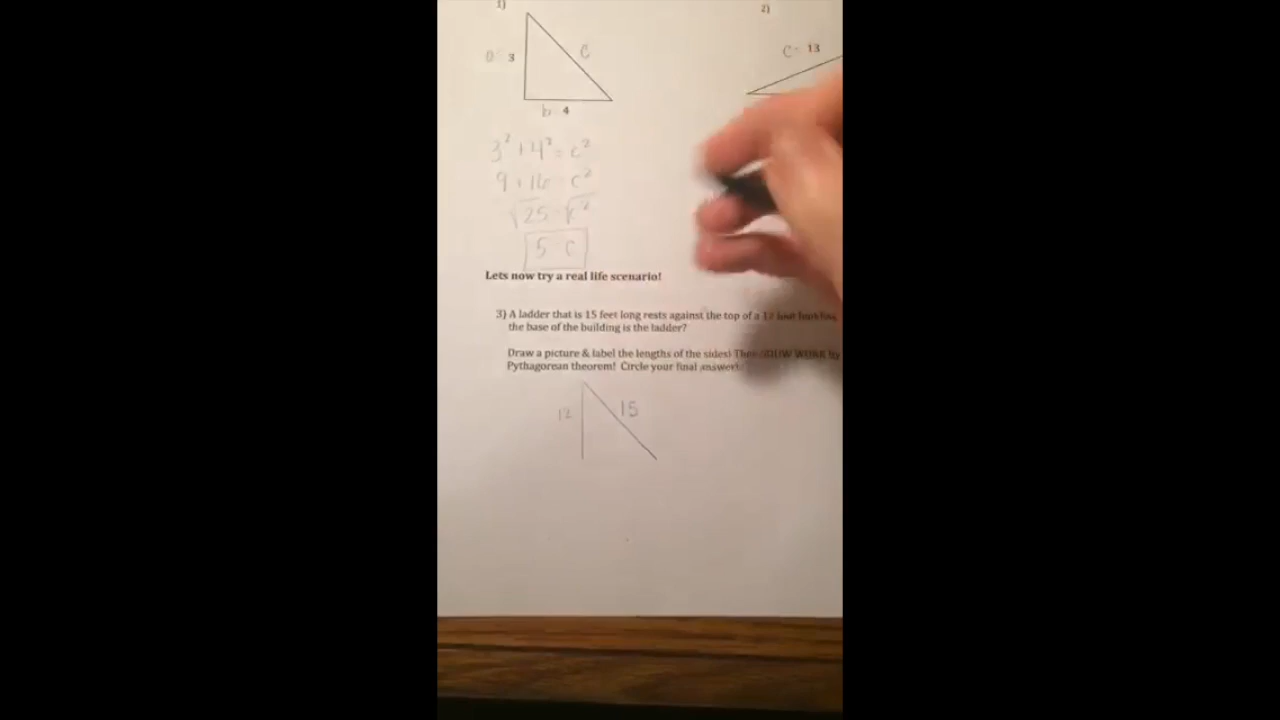 1)
2)
a= 3
c
c= 13
b= 4
3² + 4² = c²
9 + 16 = c²
√25 = √c²
5 = c
Lets now try a real life scenario!
3) A ladder that is 15 feet long rests against the top of a 12
the base of the building is the ladder?
Draw a picture & label the lengths of the sides! Then SHOW WORK by
Pythagorean theorem! Circle your final answer!
12
15